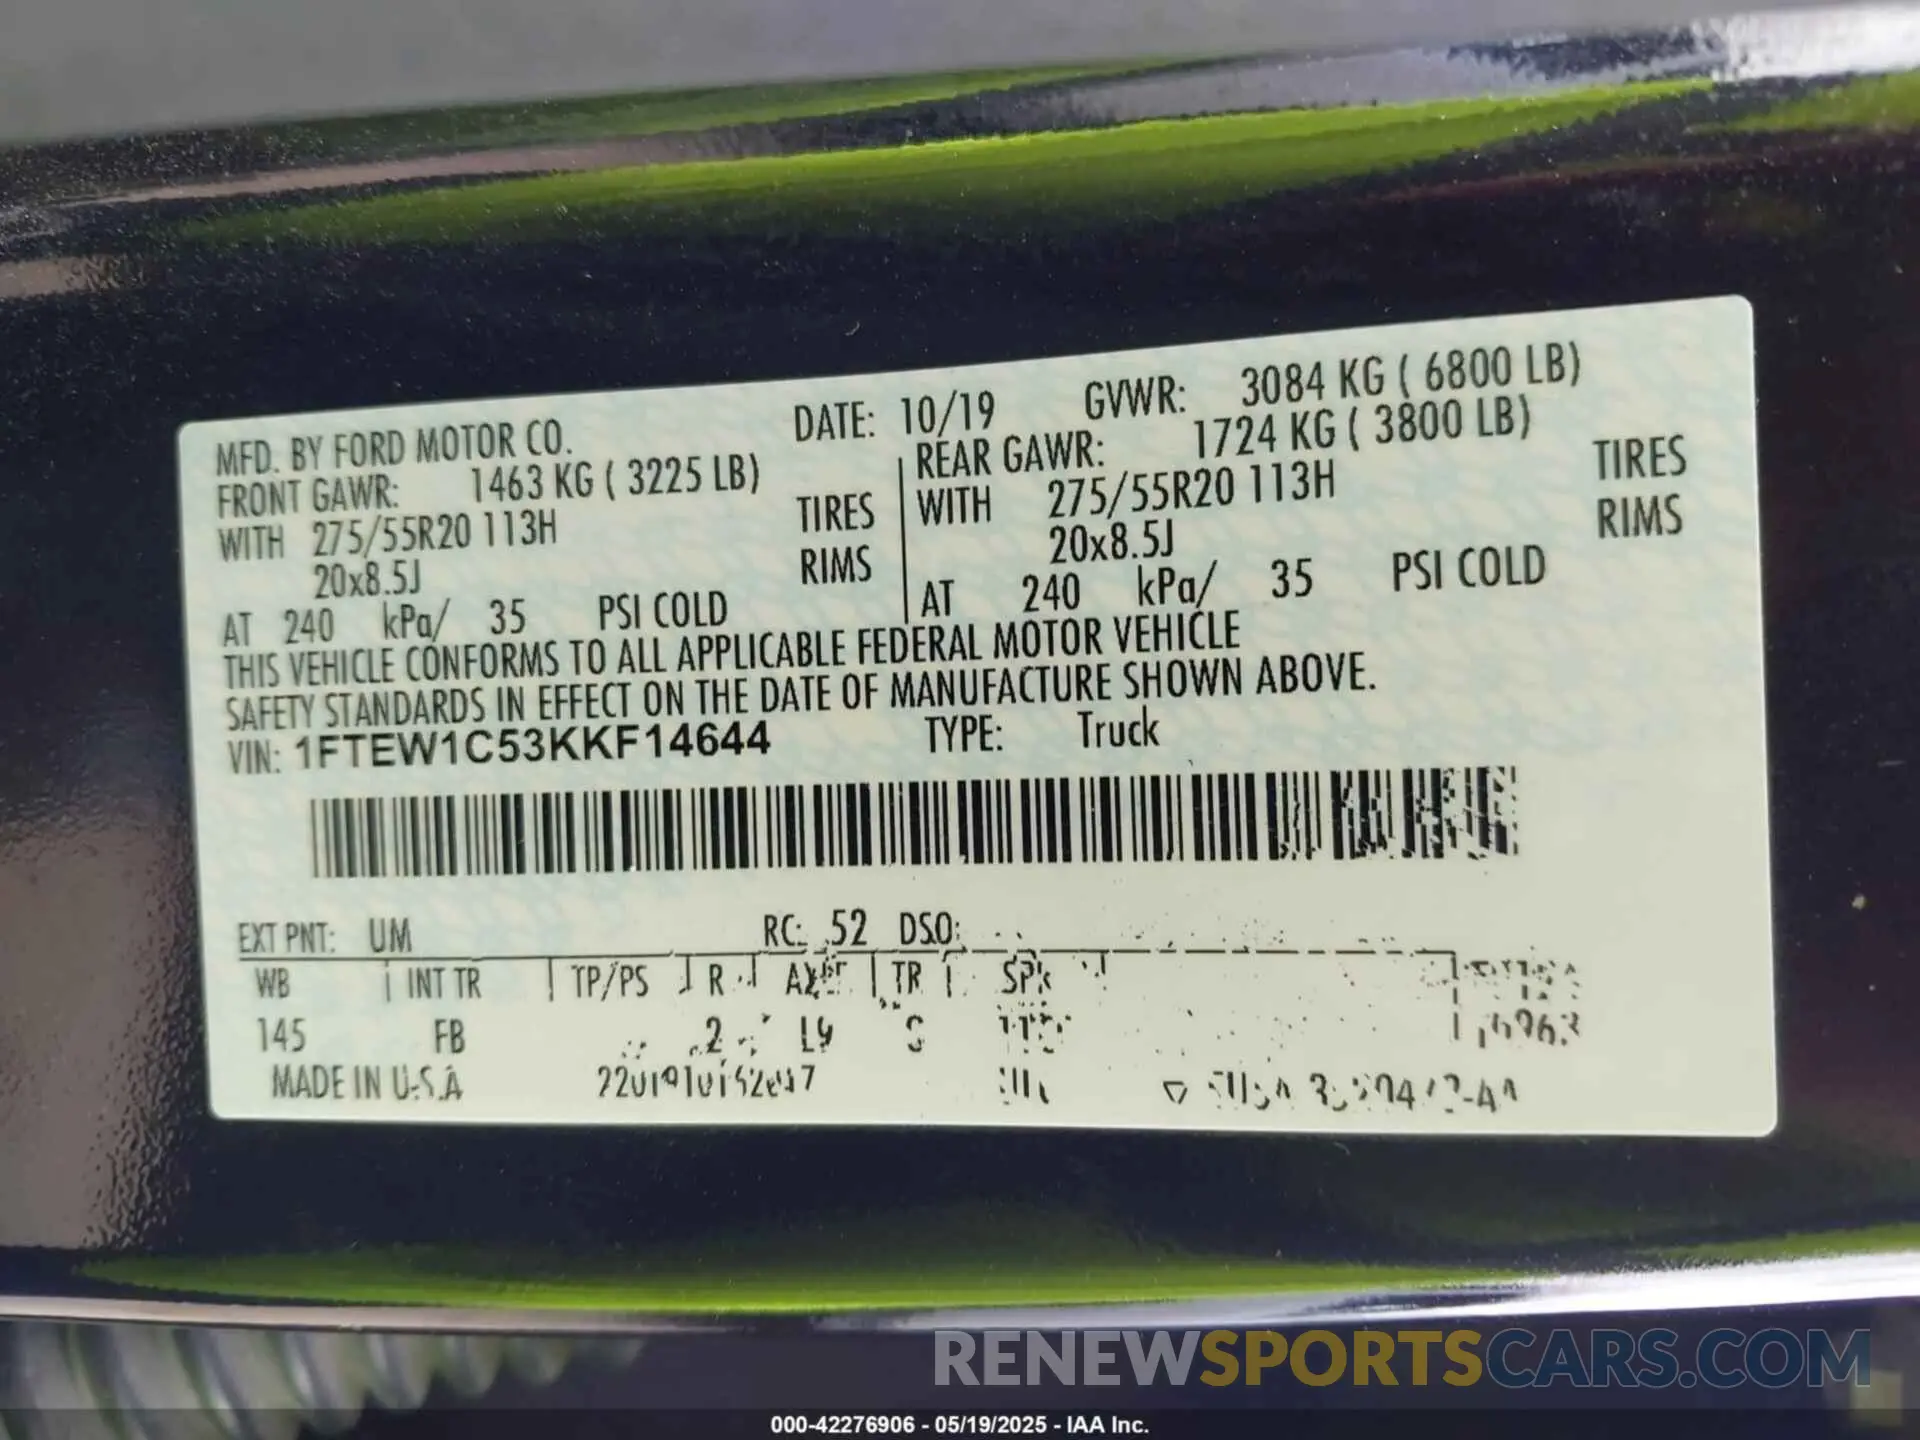 MFD. BY FORD MOTOR CO. DATE: 10/19 GVWR: 3084 KG ( 6800 LB)
FRONT GAWR: 1463 KG ( 3225 LB) REAR GAWR: 1724 KG ( 3800 LB)
WITH 275/55R20 113H TIRES WITH 275/55R20 113H TIRES
20x8.5J RIMS 20x8.5J RIMS
AT 240 kPa/ 35 PSI COLD AT 240 kPa/ 35 PSI COLD
THIS VEHICLE CONFORMS TO ALL APPLICABLE FEDERAL MOTOR VEHICLE
SAFETY STANDARDS IN EFFECT ON THE DATE OF MANUFACTURE SHOWN ABOVE.
VIN: 1FTEW1C53KKF14644 TYPE: Truck
EXT PNT: UM RC: 52 DSO:
WB INT TR TP/PS R AXLE TR SPR
145 FB 2 L9
MADE IN U.S.A
RENEWSPORTSCARS.COM
000-42276906 - 05/19/2025 - IAA Inc.